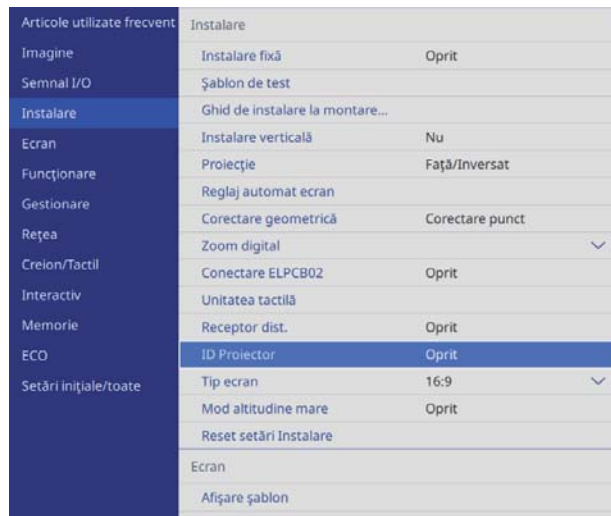 Articole utilizate frecvent
Imagine
Semnal I/O
Instalare
Ecran
Funcționare
Gestionare
Rețea
Creion/Tactil
Interactiv
Memorie
ECO
Setări inițiale/toate
Instalare
Instalare fixă Oprit
Șablon de test
Ghid de instalare la montare...
Instalare verticală Nu
Proiecție Față/Inversat
Reglaj automat ecran
Corectare geometrică Corectare punct
Zoom digital
Conectare ELPCB02 Oprit
Unitatea tactilă
Receptor dist. Oprit
ID Proiector Oprit
Tip ecran 16:9
Mod altitudine mare Oprit
Reset setări Instalare
Ecran
Afișare șablon